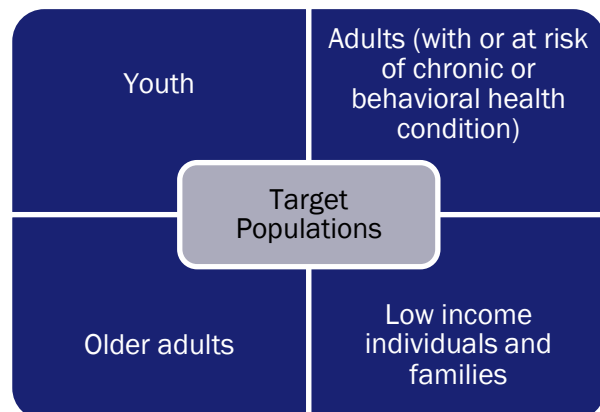 Youth
Adults (with or at risk
of chronic or
behavioral health
condition)
Target
Populations
Older adults
Low income
individuals and
families